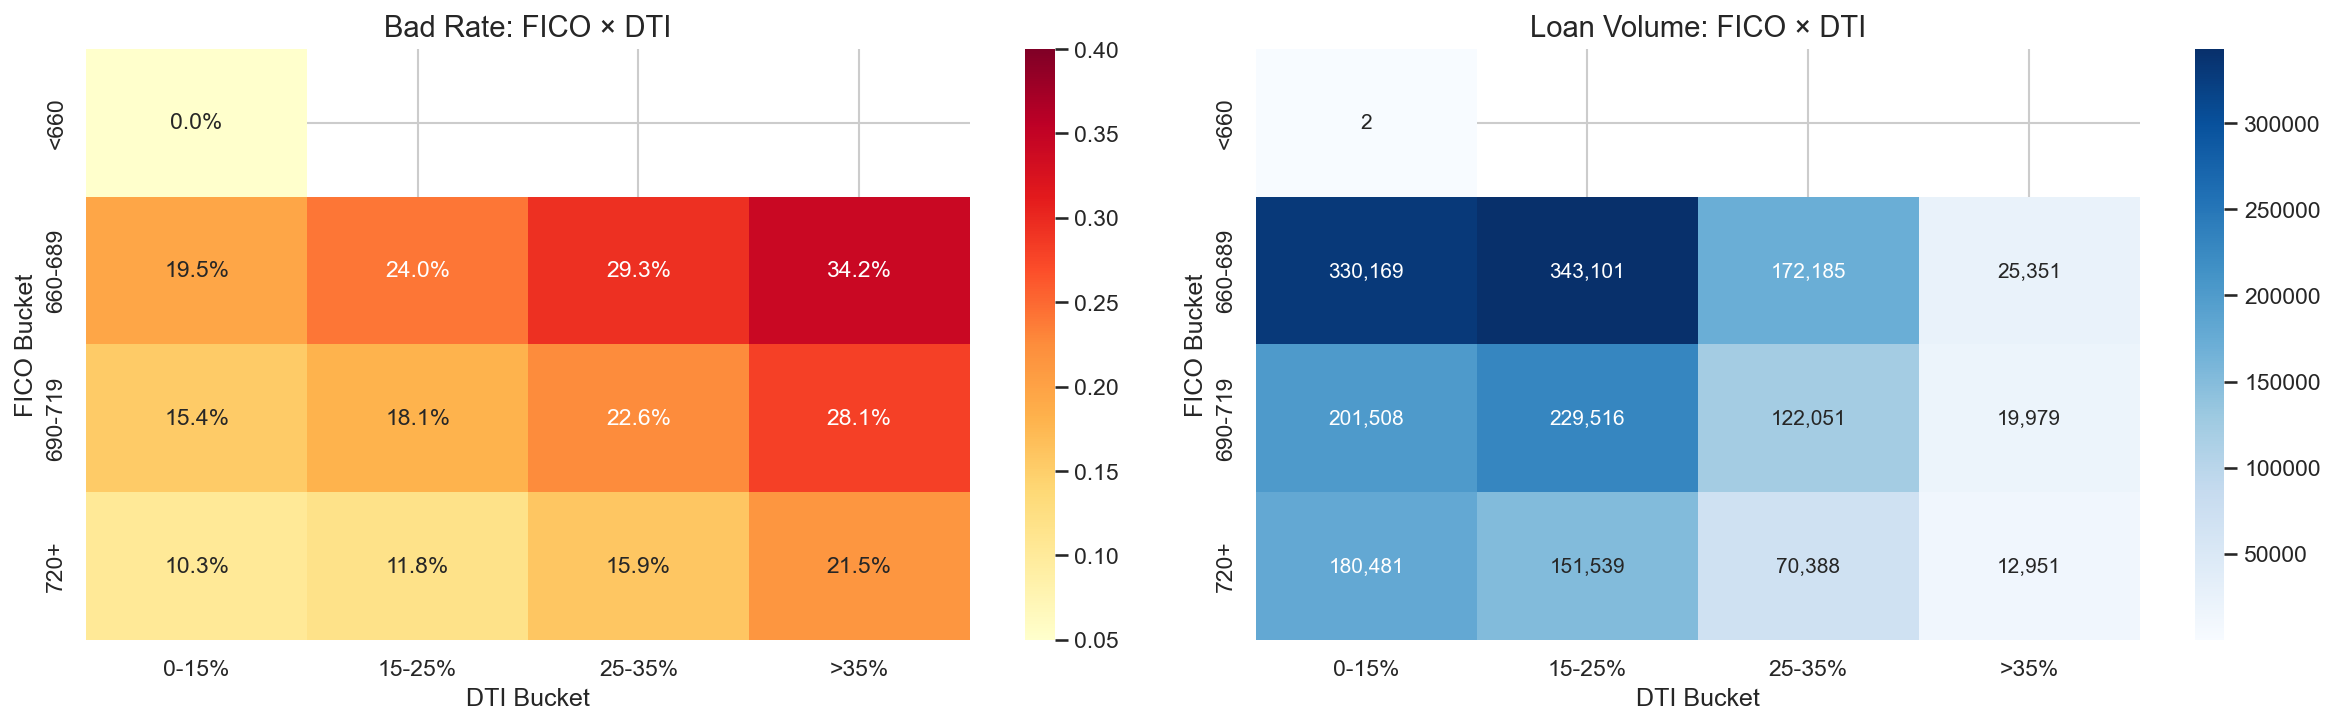 Bad Rate: FICO × DTI
FICO Bucket
<660
0.0%
660-689
19.5% 24.0% 29.3% 34.2%
690-719
15.4% 18.1% 22.6% 28.1%
720+
10.3% 11.8% 15.9% 21.5%
0-15% 15-25% 25-35% >35%
DTI Bucket
0.40
0.35
0.30
0.25
0.20
0.15
0.10
0.05
Loan Volume: FICO × DTI
FICO Bucket
<660
2
660-689
330,169 343,101 172,185 25,351
690-719
201,508 229,516 122,051 19,979
720+
180,481 151,539 70,388 12,951
0-15% 15-25% 25-35% >35%
DTI Bucket
300000
250000
200000
150000
100000
50000